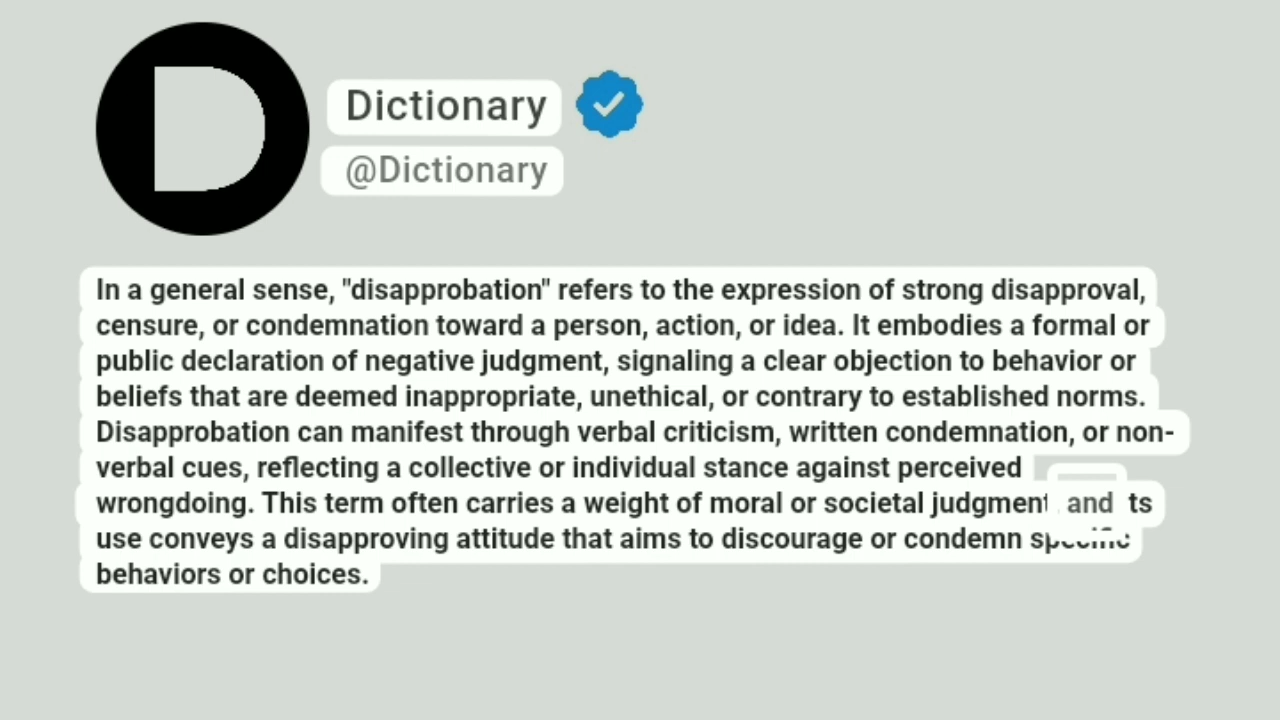 D
Dictionary
@Dictionary
In a general sense, "disapprobation" refers to the expression of strong disapproval,
censure, or condemnation toward a person, action, or idea. It embodies a formal or
public declaration of negative judgment, signaling a clear objection to behavior or
beliefs that are deemed inappropriate, unethical, or contrary to established norms.
Disapprobation can manifest through verbal criticism, written condemnation, or non-
verbal cues, reflecting a collective or individual stance against perceived
wrongdoing. This term often carries a weight of moral or societal judgment and
use conveys a disapproving attitude that aims to discourage or condemn specific
behaviors or choices.